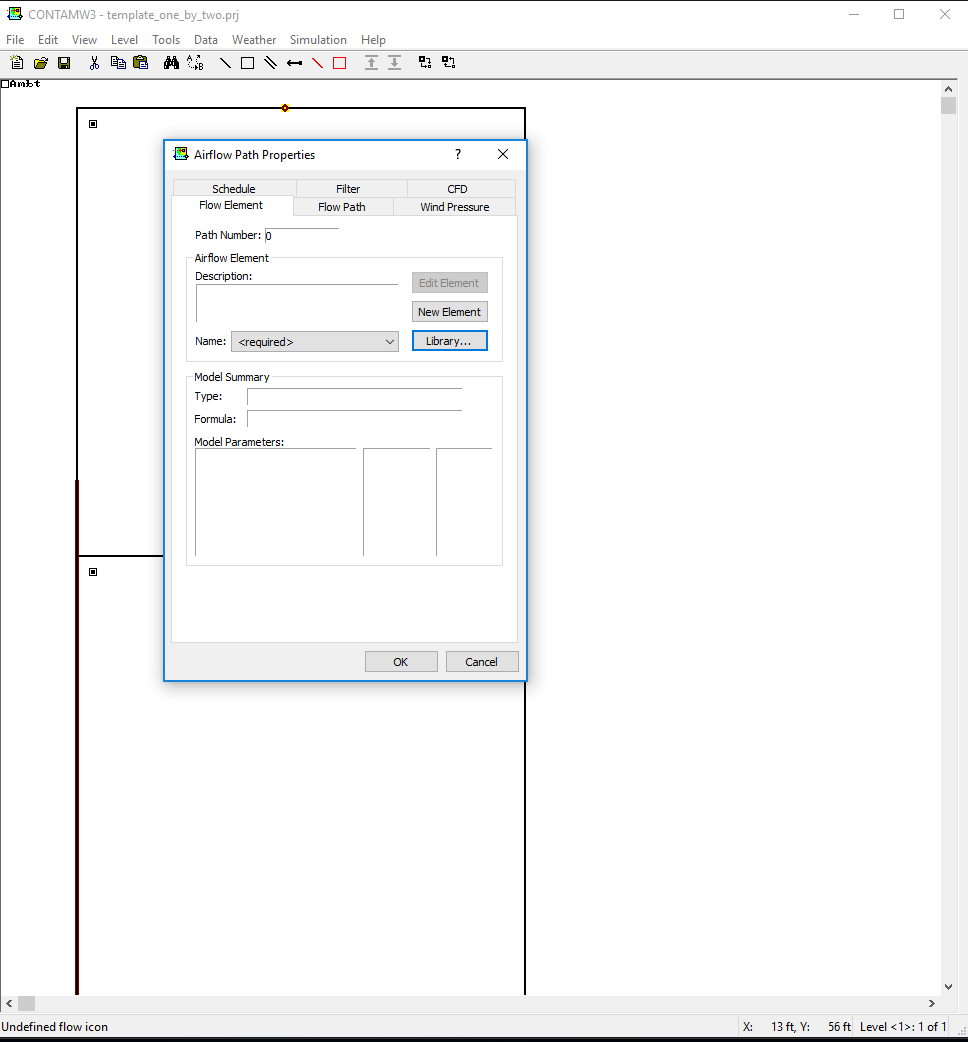 CONTAMW3 - template_one_by_two.prj
File Edit View Level Tools Data Weather Simulation Help
Ambt
Airflow Path Properties
?
Schedule Filter CFD
Flow Element Flow Path Wind Pressure
Path Number: 0
Airflow Element
Description:
Edit Element
New Element
Name: <required> Library...
Model Summary
Type:
Formula:
Model Parameters:
OK Cancel
Undefined flow icon X: 13 ft, Y: 56 ft Level <1>: 1 of 1